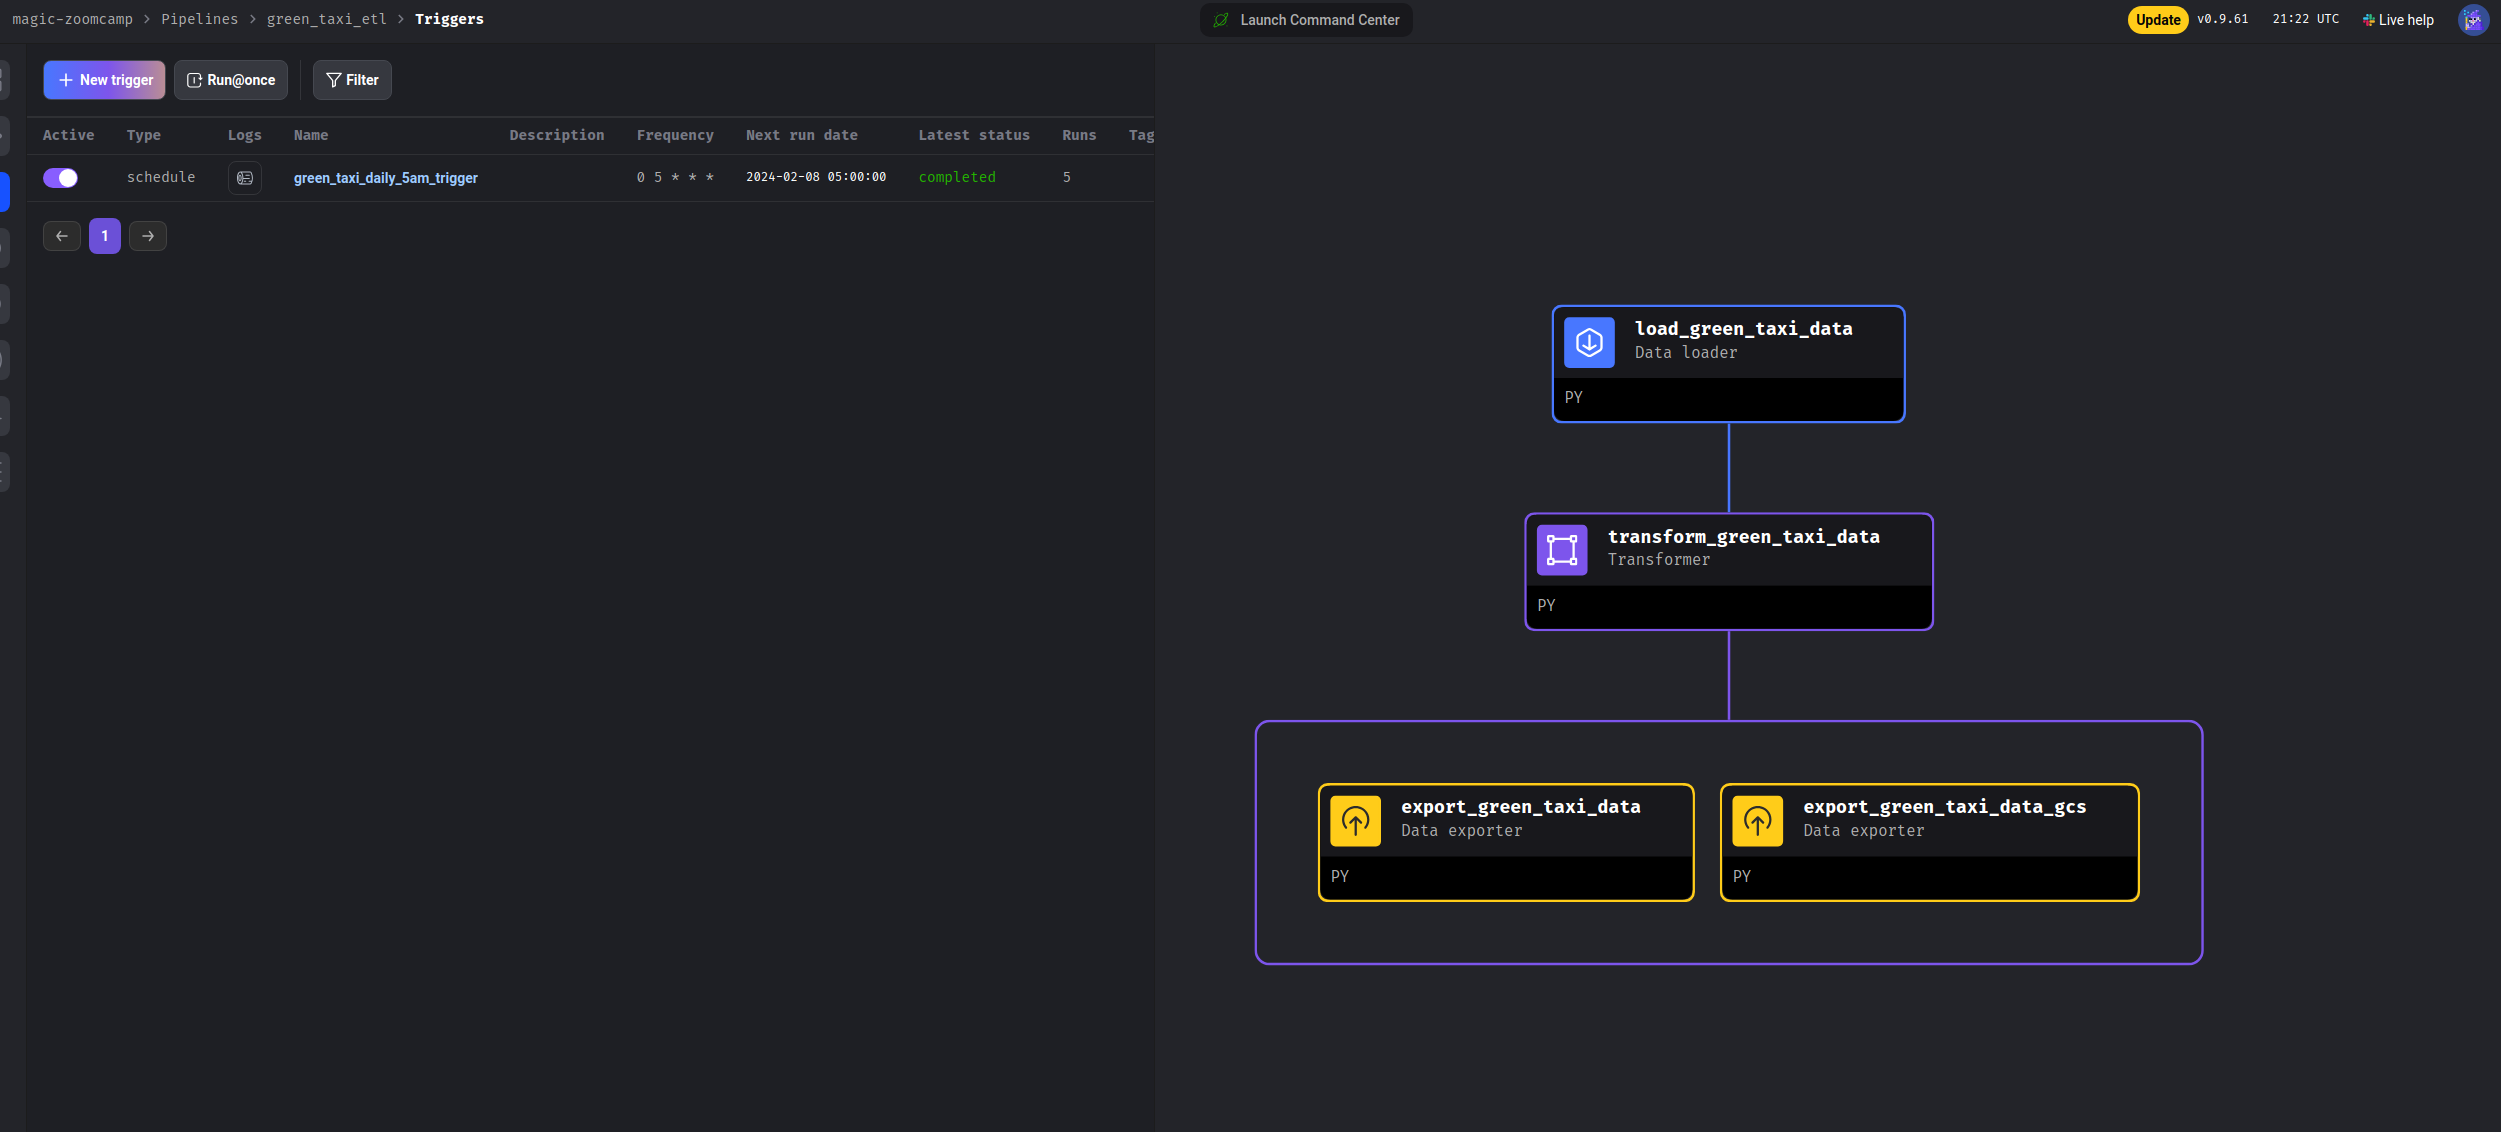 magic-zoomcamp > Pipelines > green_taxi_etl > Triggers
Launch Command Center
Update v0.9.61 21:22 UTC Live help
+ New trigger Run@once Filter
Active Type Logs Name Description Frequency Next run date Latest status Runs Tag
schedule green_taxi_daily_5am_trigger 0 5 * * * 2024-02-08 05:00:00 completed 5
← 1 →
load_green_taxi_data
Data loader
PY
transform_green_taxi_data
Transformer
PY
export_green_taxi_data
Data exporter
PY
export_green_taxi_data_gcs
Data exporter
PY